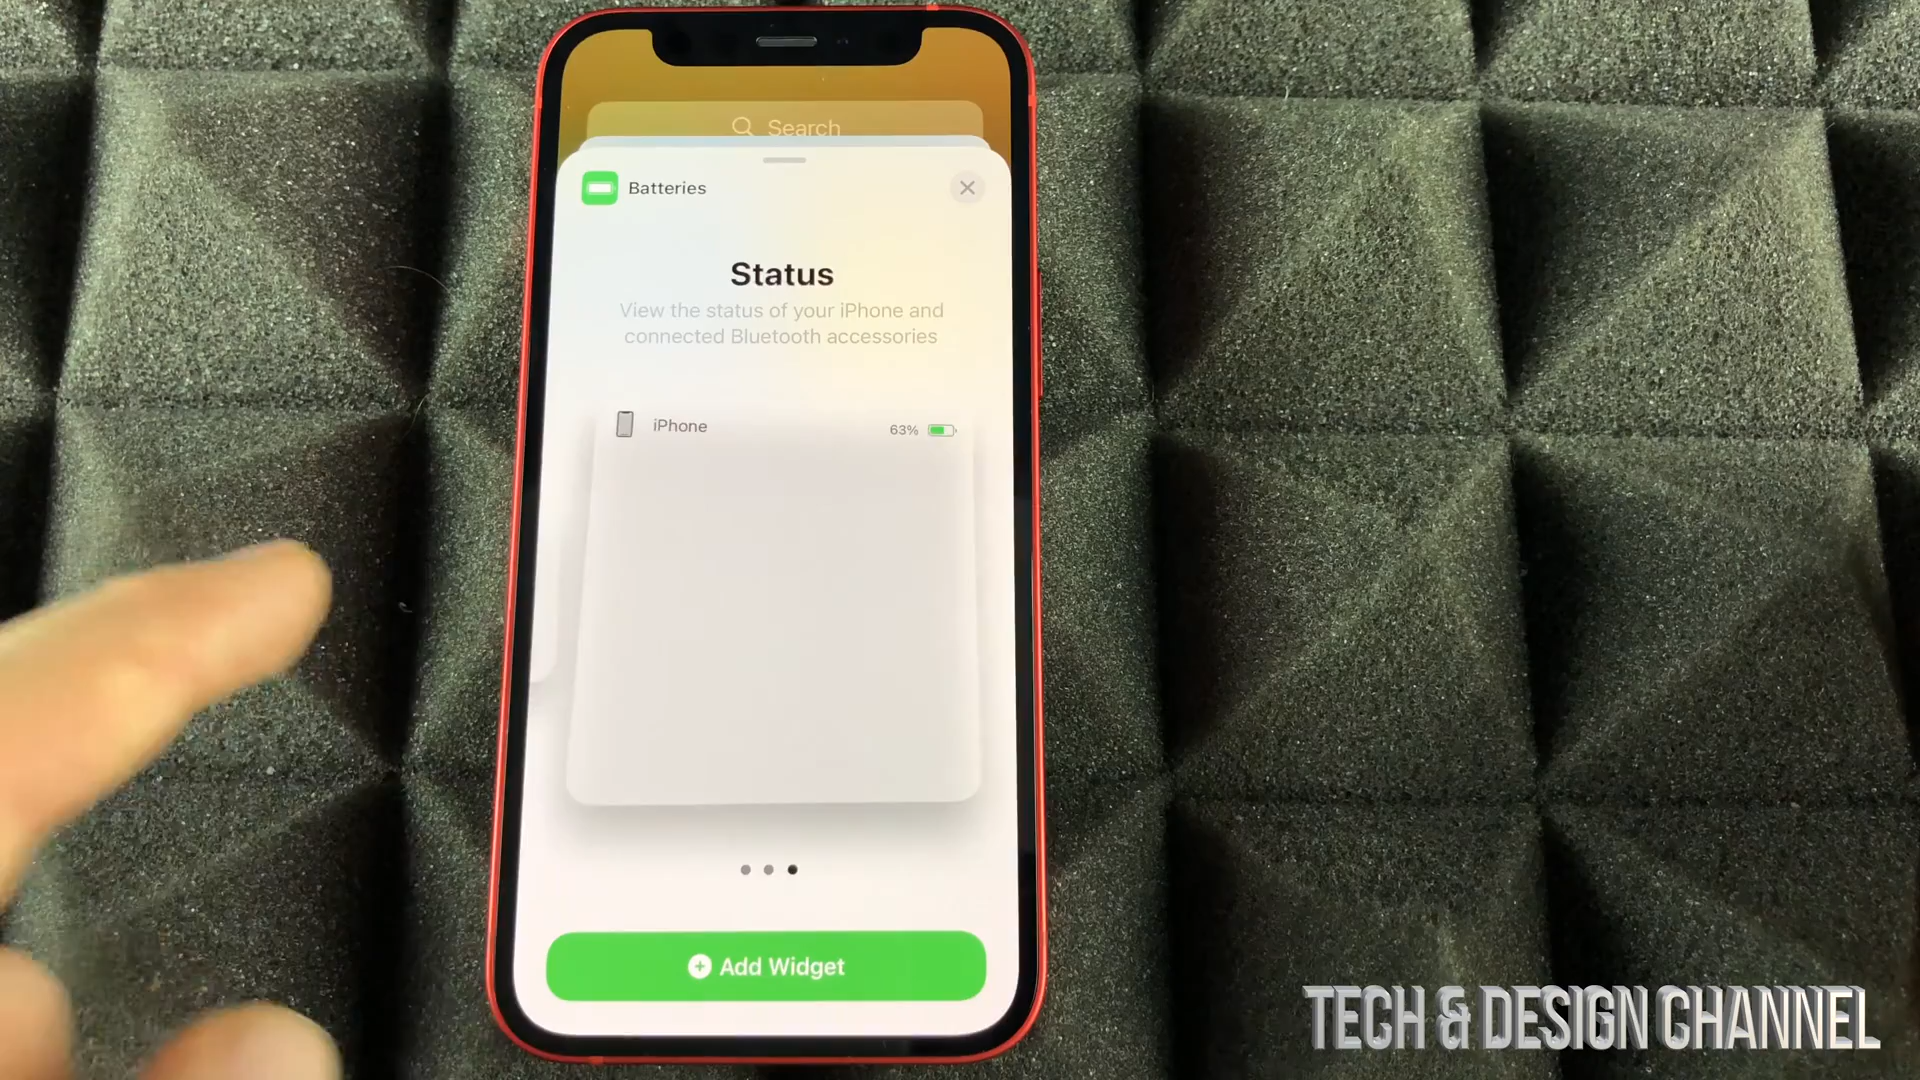 Search
Batteries
Status
View the status of your iPhone and
connected Bluetooth accessories
iPhone
63%
Add Widget
TECH & DESIGN CHANNEL